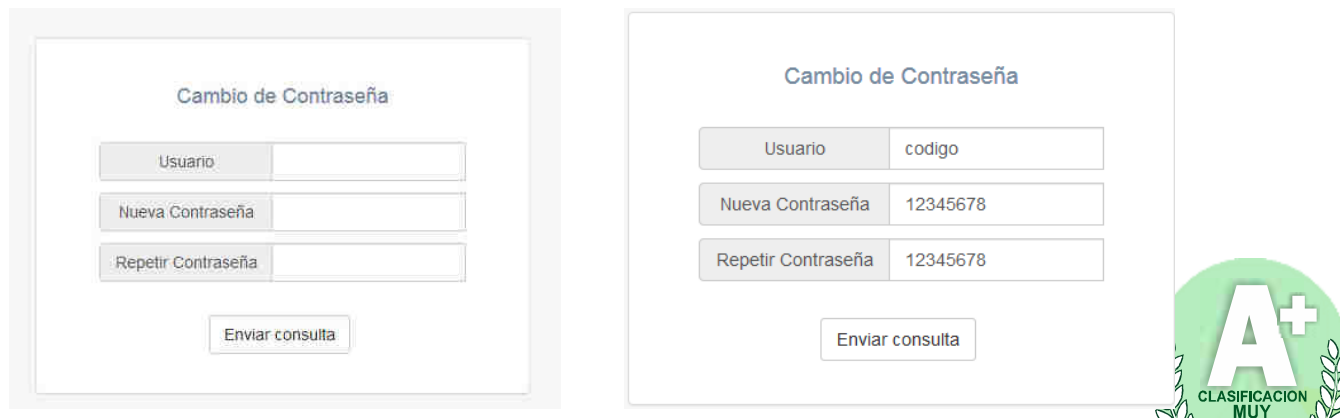 Cambio de Contraseña
Usuario
Nueva Contraseña
Repetir Contraseña
Enviar consulta
Cambio de Contraseña
Usuario codigo
Nueva Contraseña 12345678
Repetir Contraseña 12345678
Enviar consulta
A+
CLASIFICACION
MUY